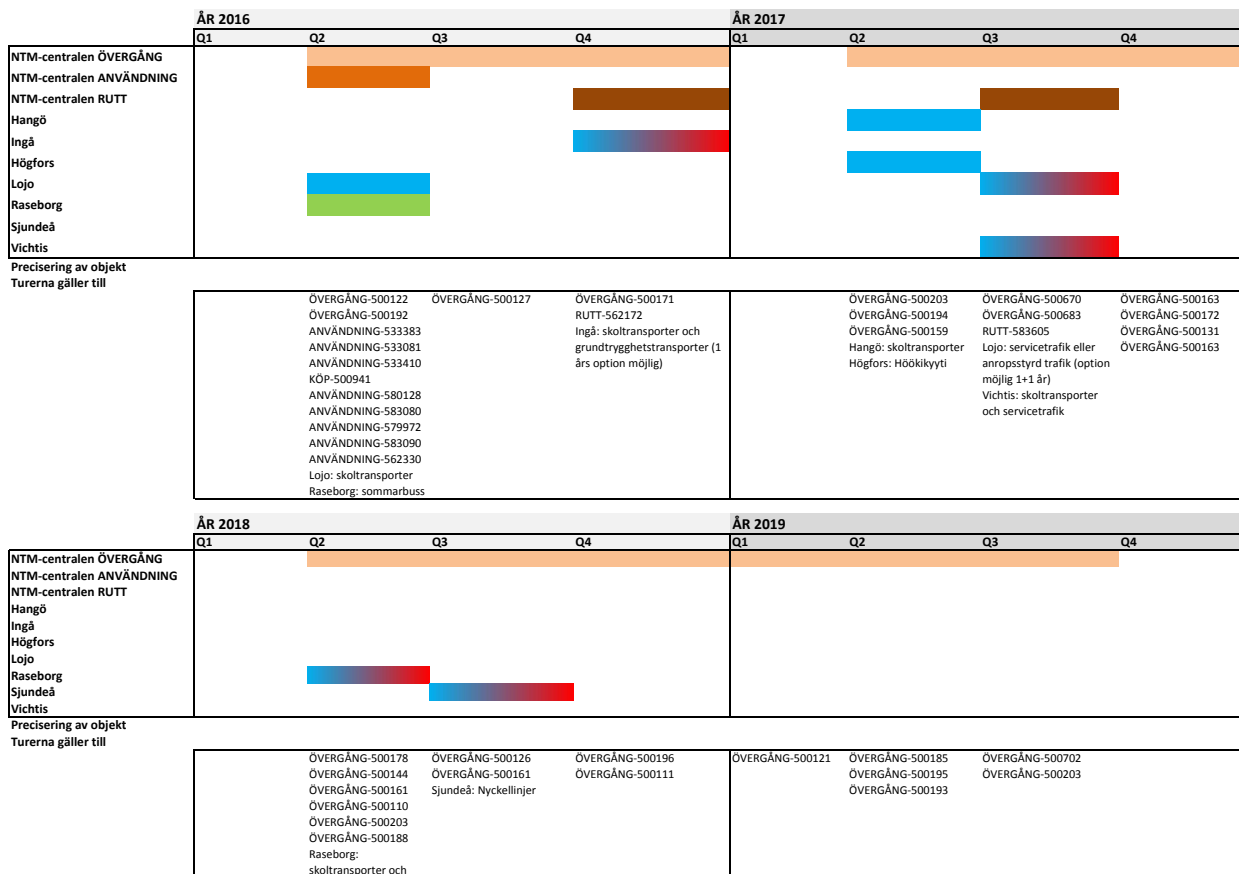 ÅR 2016 ÅR 2017
Q1 Q2 Q3 Q4 Q1 Q2 Q3 Q4
NTM-centralen ÖVERGÅNG
NTM-centralen ANVÄNDNING
NTM-centralen RUTT
Hangö
Ingå
Högfors
Lojo
Raseborg
Sjundeå
Vichtis
Precisering av objekt
Turerna gäller till
ÖVERGÅNG-500122 ÖVERGÅNG-500127 ÖVERGÅNG-500171 ÖVERGÅNG-500203 ÖVERGÅNG-500670 ÖVERGÅNG-500163
ÖVERGÅNG-500192 RUTT-562172 ÖVERGÅNG-500194 ÖVERGÅNG-500683 ÖVERGÅNG-500172
ANVÄNDNING-533383 Ingå: skoltransporter och ÖVERGÅNG-500159 RUTT-583605 ÖVERGÅNG-500131
ANVÄNDNING-533081 grundtrygghetstransporter (1 Hangö: skoltransporter Lojo: servicetrafik eller ÖVERGÅNG-500163
ANVÄNDNING-533410 års option möjlig) Högfors: Höökikyyti anropsstyrd trafik (option
KÖP-500941 möjlig 1+1 år)
ANVÄNDNING-580128 Vichtis: skoltransporter
ANVÄNDNING-583080 och servicetrafik
ANVÄNDNING-579972
ANVÄNDNING-583090
ANVÄNDNING-562330
Lojo: skoltransporter
Raseborg: sommarbuss
ÅR 2018 ÅR 2019
Q1 Q2 Q3 Q4 Q1 Q2 Q3 Q4
NTM-centralen ÖVERGÅNG
NTM-centralen ANVÄNDNING
NTM-centralen RUTT
Hangö
Ingå
Högfors
Lojo
Raseborg
Sjundeå
Vichtis
Precisering av objekt
Turerna gäller till
ÖVERGÅNG-500178 ÖVERGÅNG-500126 ÖVERGÅNG-500196 ÖVERGÅNG-500121 ÖVERGÅNG-500185 ÖVERGÅNG-500702
ÖVERGÅNG-500144 ÖVERGÅNG-500161 ÖVERGÅNG-500111 ÖVERGÅNG-500195 ÖVERGÅNG-500203
ÖVERGÅNG-500161 Sjundeå: Nyckellinjer ÖVERGÅNG-500193
ÖVERGÅNG-500110
ÖVERGÅNG-500203
ÖVERGÅNG-500188
Raseborg:
skoltransporter och